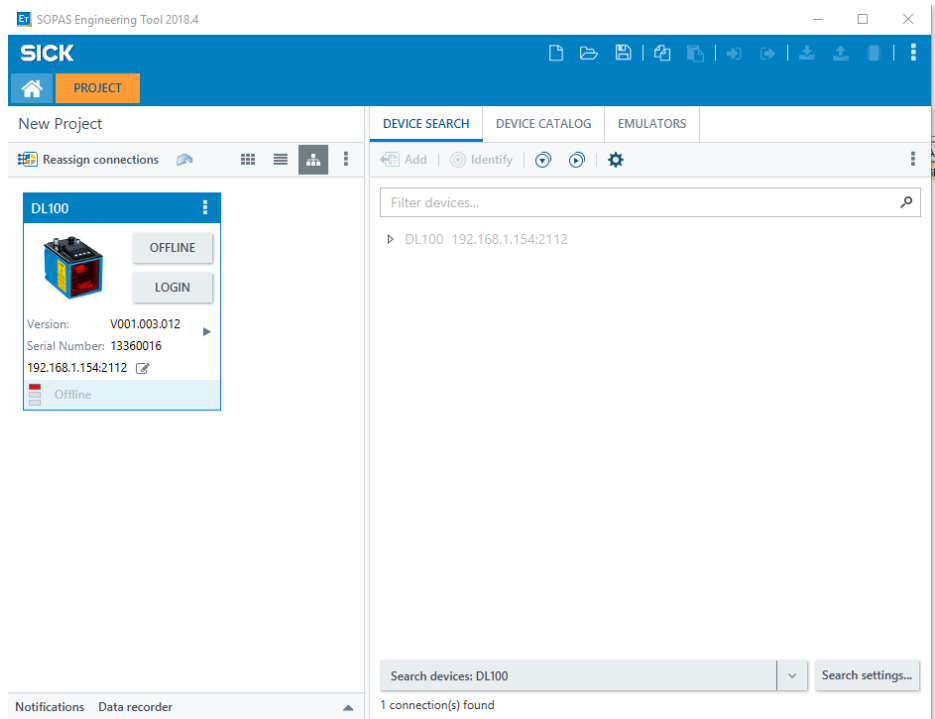 ET SOPAS Engineering Tool 2018.4
SICK
PROJECT
New Project
Reassign connections
DL100
OFFLINE
LOGIN
Version: V001.003.012
Serial Number: 13360016
192.168.1.154:2112
Offline
Notifications Data recorder
DEVICE SEARCH DEVICE CATALOG EMULATORS
Add Identify
Filter devices...
DL100 192.168.1.154:2112
Search devices: DL100 Search settings...
1 connection(s) found